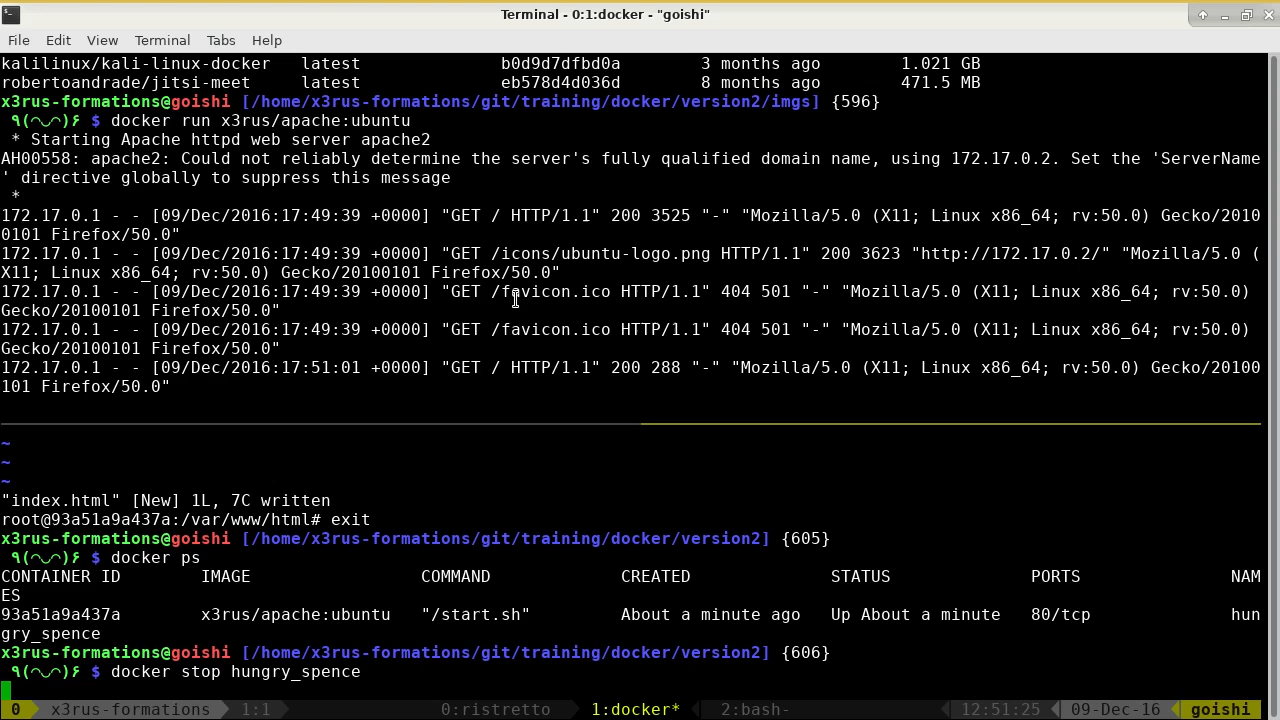 Terminal - 0:1:docker - "goishi"
File Edit View Terminal Tabs Help
kalilinux/kali-linux-docker latest b0d9d7dfbd0a 3 months ago 1.021 GB
robertoandrade/jitsi-meet latest eb578d4d036d 8 months ago 471.5 MB
x3rus-formations@goishi [/home/x3rus-formations/git/training/docker/version2/imgs] {596}
٩(◠◡◠)۶ $ docker run x3rus/apache:ubuntu
* Starting Apache httpd web server apache2
AH00558: apache2: Could not reliably determine the server's fully qualified domain name, using 172.17.0.2. Set the 'ServerName
' directive globally to suppress this message
*
172.17.0.1 - - [09/Dec/2016:17:49:39 +0000] "GET / HTTP/1.1" 200 3525 "-" "Mozilla/5.0 (X11; Linux x86_64; rv:50.0) Gecko/2010
0101 Firefox/50.0"
172.17.0.1 - - [09/Dec/2016:17:49:39 +0000] "GET /icons/ubuntu-logo.png HTTP/1.1" 200 3623 "http://172.17.0.2/" "Mozilla/5.0 (
X11; Linux x86_64; rv:50.0) Gecko/20100101 Firefox/50.0"
172.17.0.1 - - [09/Dec/2016:17:49:39 +0000] "GET /favicon.ico HTTP/1.1" 404 501 "-" "Mozilla/5.0 (X11; Linux x86_64; rv:50.0)
Gecko/20100101 Firefox/50.0"
172.17.0.1 - - [09/Dec/2016:17:49:39 +0000] "GET /favicon.ico HTTP/1.1" 404 501 "-" "Mozilla/5.0 (X11; Linux x86_64; rv:50.0)
Gecko/20100101 Firefox/50.0"
172.17.0.1 - - [09/Dec/2016:17:51:01 +0000] "GET / HTTP/1.1" 200 288 "-" "Mozilla/5.0 (X11; Linux x86_64; rv:50.0) Gecko/20100
101 Firefox/50.0"
~
~
~
"index.html" [New] 1L, 7C written
root@93a51a9a437a:/var/www/html# exit
x3rus-formations@goishi [/home/x3rus-formations/git/training/docker/version2] {605}
٩(◠◡◠)۶ $ docker ps
CONTAINER ID IMAGE COMMAND CREATED STATUS PORTS NAM
ES
93a51a9a437a x3rus/apache:ubuntu "/start.sh" About a minute ago Up About a minute 80/tcp hun
gry_spence
x3rus-formations@goishi [/home/x3rus-formations/git/training/docker/version2] {606}
٩(◠◡◠)۶ $ docker stop hungry_spence
0 x3rus-formations 1:1 0:ristretto 1:docker* 2:bash- 12:51:25 09-Dec-16 goishi